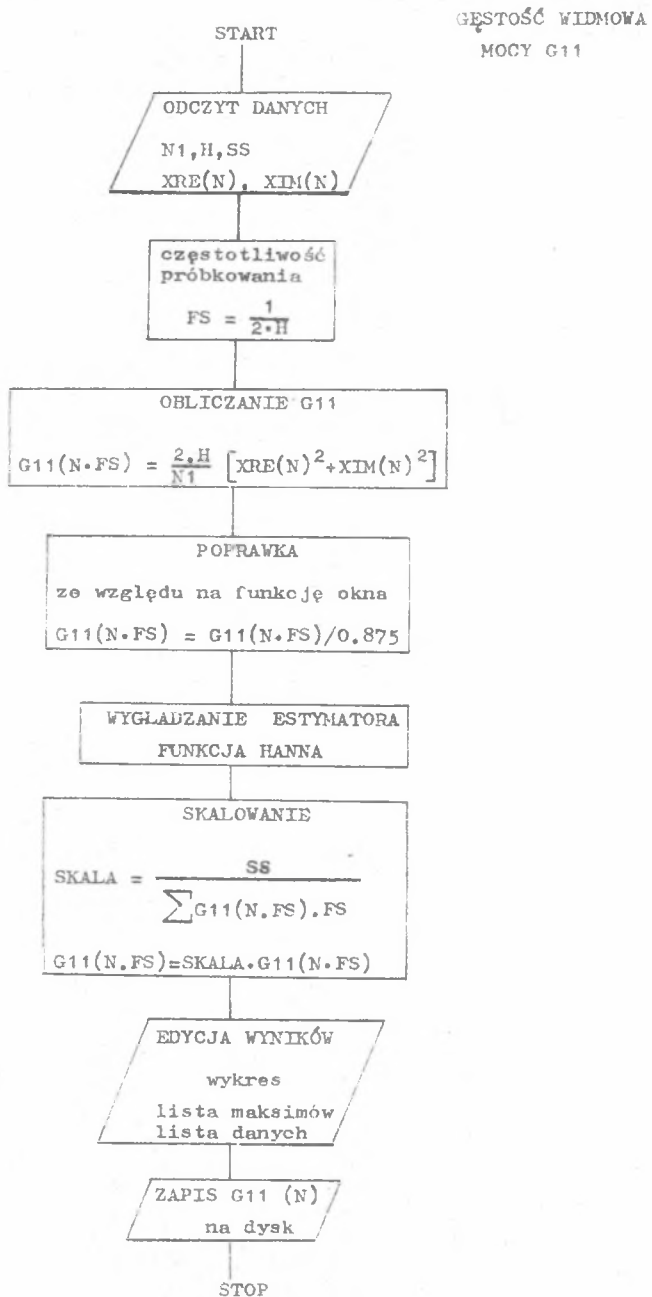 GĘSTOŚĆ WIDMOWA
MOCY G11
START
ODCZYT DANYCH
N1,H,SS
XRE(N), XIM(N)
częstotliwość
próbkowania
FS = 1/2·H
OBLICZANIE G11
G11(N·FS) = 2.H/N1 [XRE(N)²+XIM(N)²]
POPRAWKA
ze względu na funkcję okna
G11(N·FS) = G11(N·FS)/0.875
WYGŁADZANIE ESTYMATORA
FUNKCJA HANNA
SKALOWANIE
SKALA = SS/∑G11(N.FS).FS
G11(N.FS)=SKALA·G11(N·FS)
EDYCJA WYNIKÓW
wykres
lista maksimów
lista danych
ZAPIS G11 (N)
na dysk
STOP